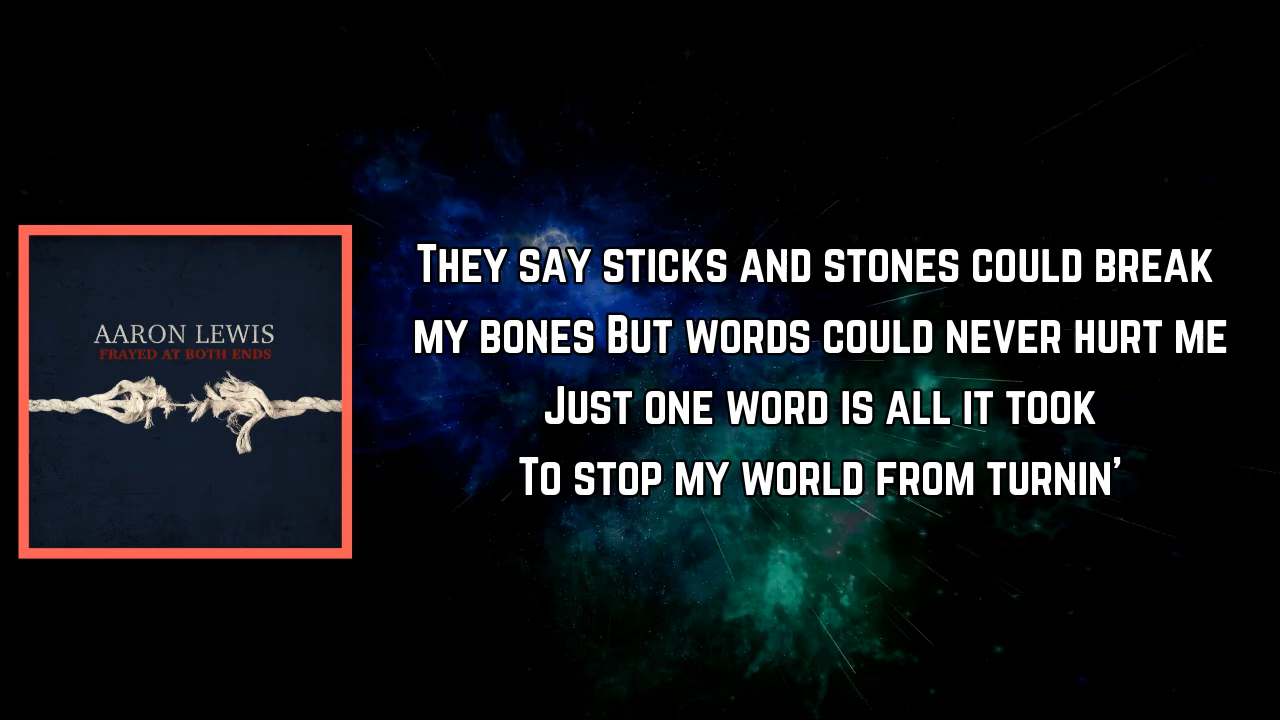 AARON LEWIS
FRAYED AT BOTH ENDS
They say sticks and stones could break
my bones But words could never hurt me
Just one word is all it took
To stop my world from turnin'